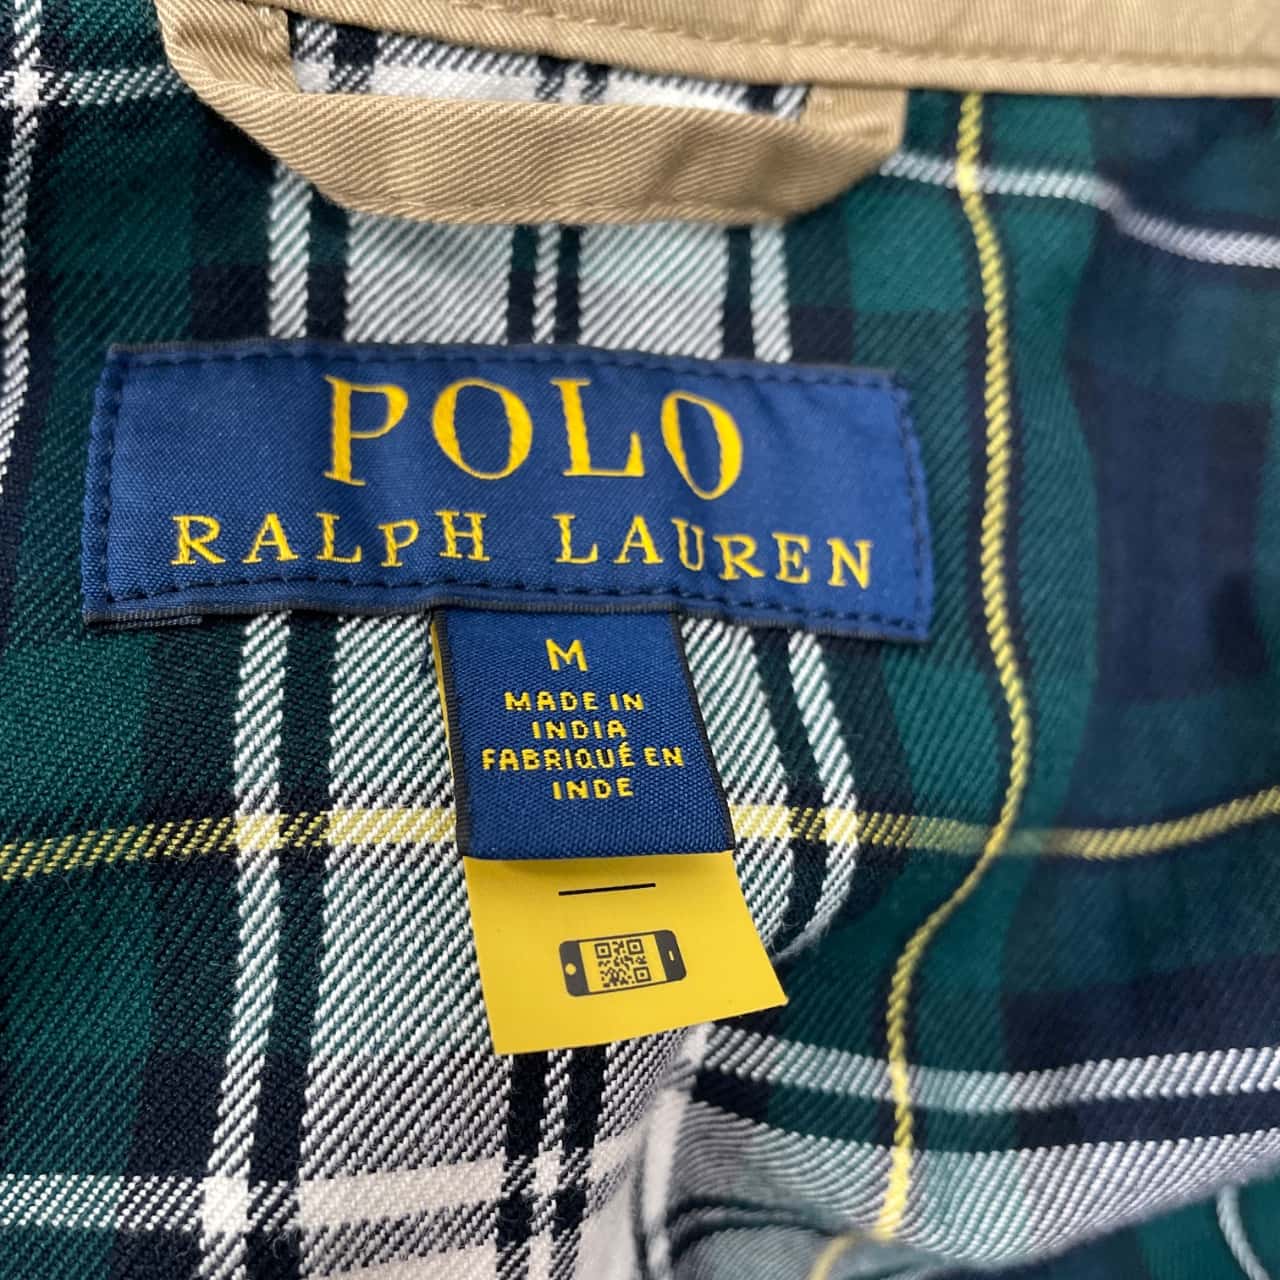 POLO
RALPH LAUREN
M
MADE IN
INDIA
FABRIQUÉ EN
INDE